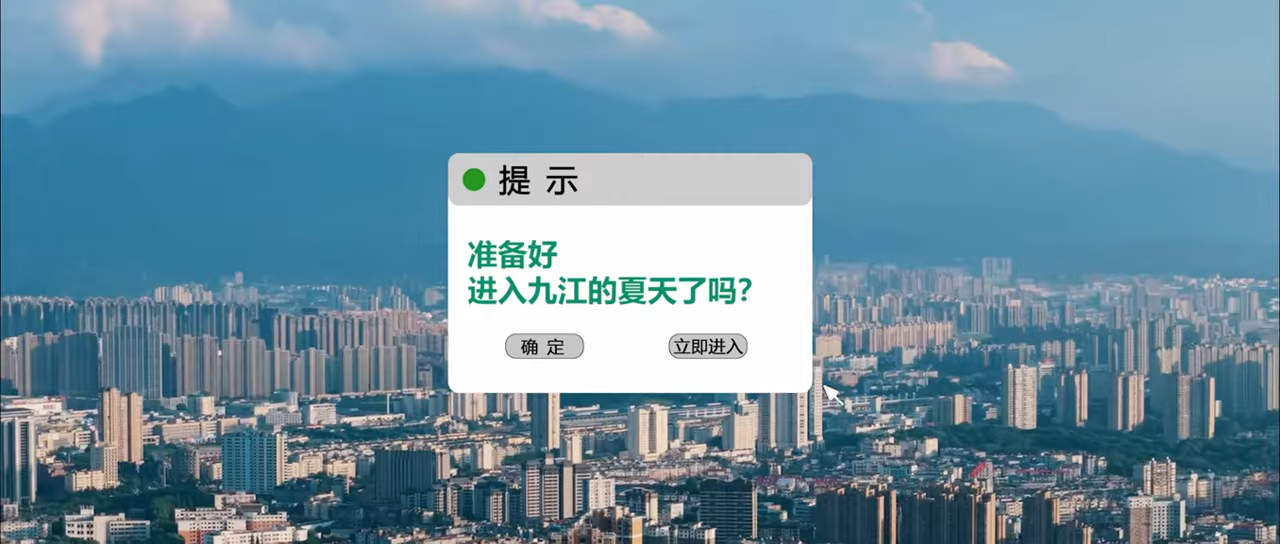 提示
准备好
进入九江的夏天了吗?
确定
立即进入